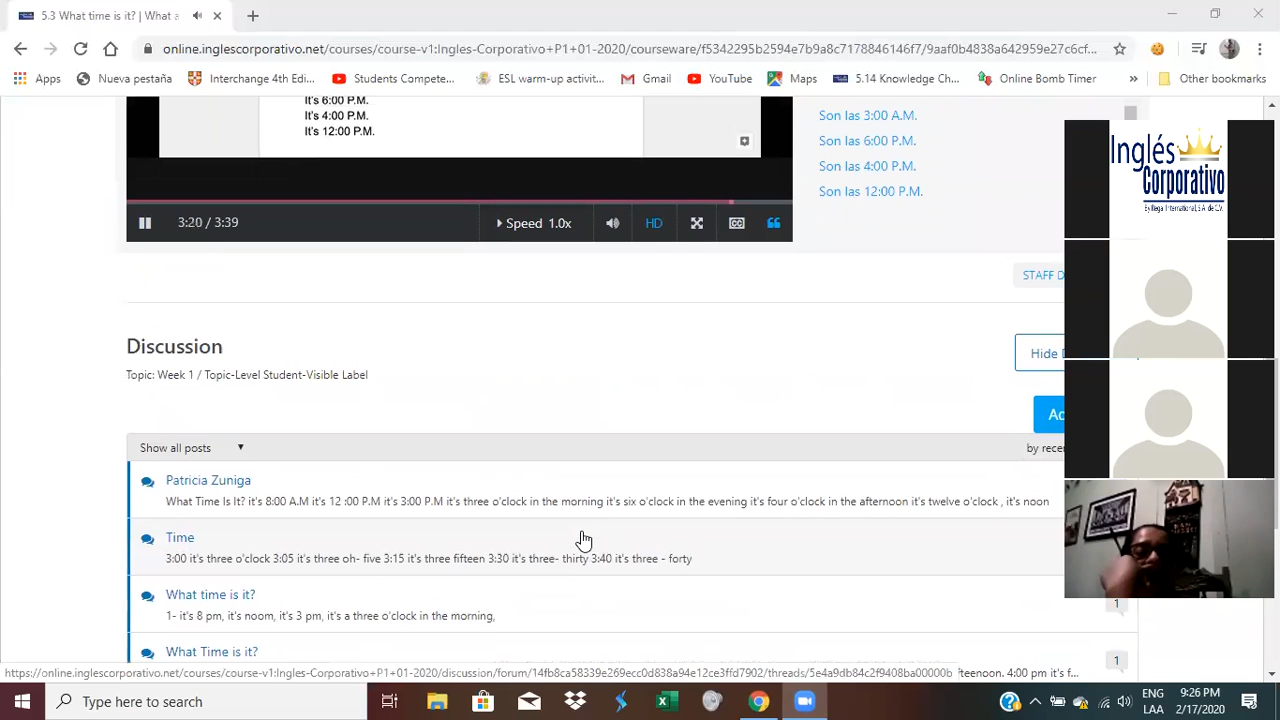 5.3 What time is it? | What a
online.inglescorporativo.net/courses/course-v1:Ingles-Corporativo+P1+01-2020/courseware/f5342295b2594e7b9a8c7178846146f7/9aaf0b4838a642959e27c6cf...
Apps Nueva pestaña Interchange 4th Edi... Students Compete... ESL warm-up activit... Gmail YouTube Maps 5.14 Knowledge Ch... Online Bomb Timer » Other bookmarks
It's 6:00 P.M.
It's 4:00 P.M.
It's 12:00 P.M.
Son las 3:00 A.M.
Son las 6:00 P.M.
Son las 4:00 P.M.
Son las 12:00 P.M.
Inglés
Corporativo
3:20 / 3:39 Speed 1.0x HD
STAFF D
Discussion
Hide
Topic: Week 1 / Topic-Level Student-Visible Label
Show all posts
by recen
Patricia Zuniga
What Time Is It? it's 8:00 A.M it's 12 :00 P.M it's 3:00 P.M it's three o'clock in the morning it's six o'clock in the evening it's four o'clock in the afternoon it's twelve o'clock , it's noon
Time
3:00 it's three o'clock 3:05 it's three oh- five 3:15 it's three fifteen 3:30 it's three- thirty 3:40 it's three - forty
What time is it?
1
1- it's 8 pm, it's noom, it's 3 pm, it's a three o'clock in the morning,
What Time is it?
1
https://online.inglescorporativo.net/courses/course-v1:Ingles-Corporativo+P1+01-2020/discussion/forum/14fb8ca58339e269ecc0d838a94e12e3ffd7902/threads/5e4a9db84c2f9408ba00000b
fteenoon. 4:00 pm it's f...
Type here to search
ENG
LAA
9:26 PM
2/17/2020